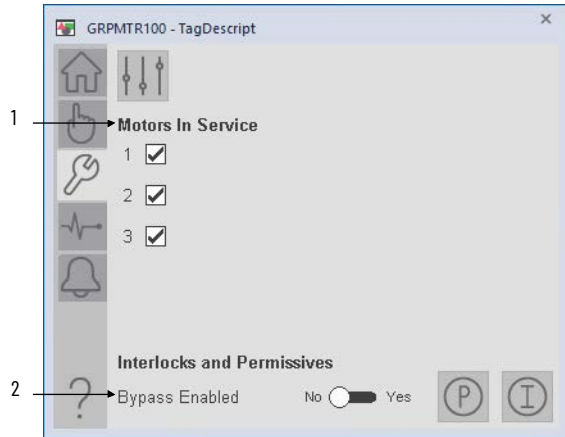 GRPMTR100 - TagDescript
×
1
Motors In Service
1
2
3
Interlocks and Permissives
2
Bypass Enabled No Yes
?
P
I